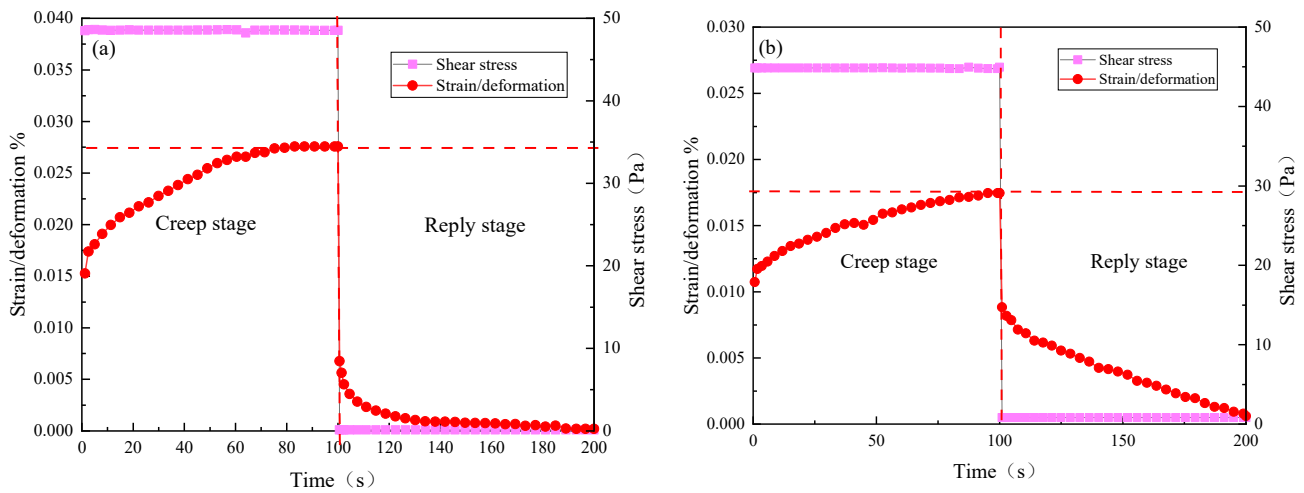 (a)
Shear stress
Strain/deformation
Creep stage
Reply stage
0.040
0.035
0.030
0.025
0.020
0.015
0.010
0.005
0.000
Strain/deformation %
0 20 40 60 80 100 120 140 160 180 200
Time（s）
50
40
30
20
10
0
Shear stress（Pa）
(b)
Shear stress
Strain/deformation
Creep stage
Reply stage
0.030
0.025
0.020
0.015
0.010
0.005
0.000
Strain/deformation %
0 50 100 150 200
Time（s）
50
40
30
20
10
0
Shear stress（Pa）